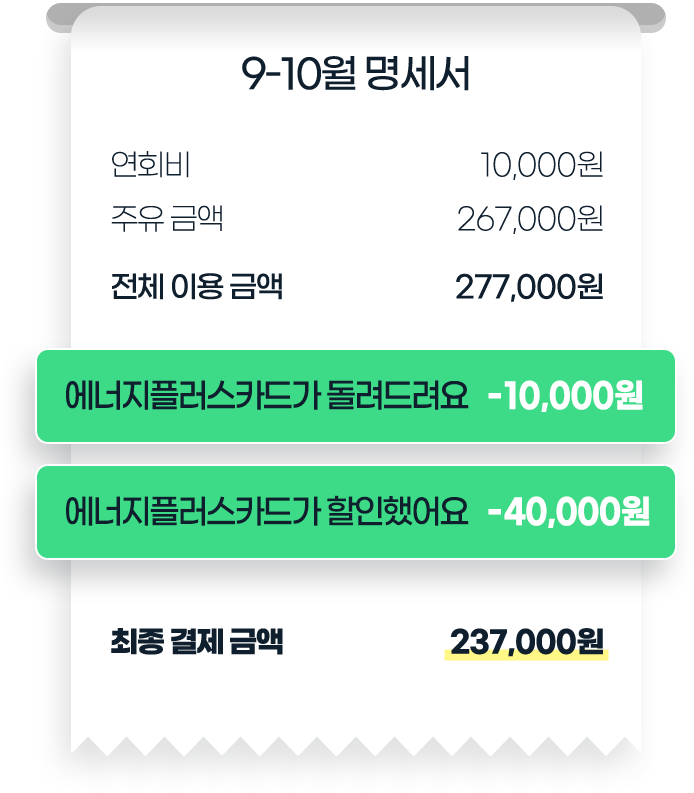 9-10월 명세서
연회비 10,000원
주유 금액 267,000원
전체 이용 금액 277,000원
에너지플러스카드가 돌려드려요 -10,000원
에너지플러스카드가 할인했어요 -40,000원
최종 결제 금액 237,000원